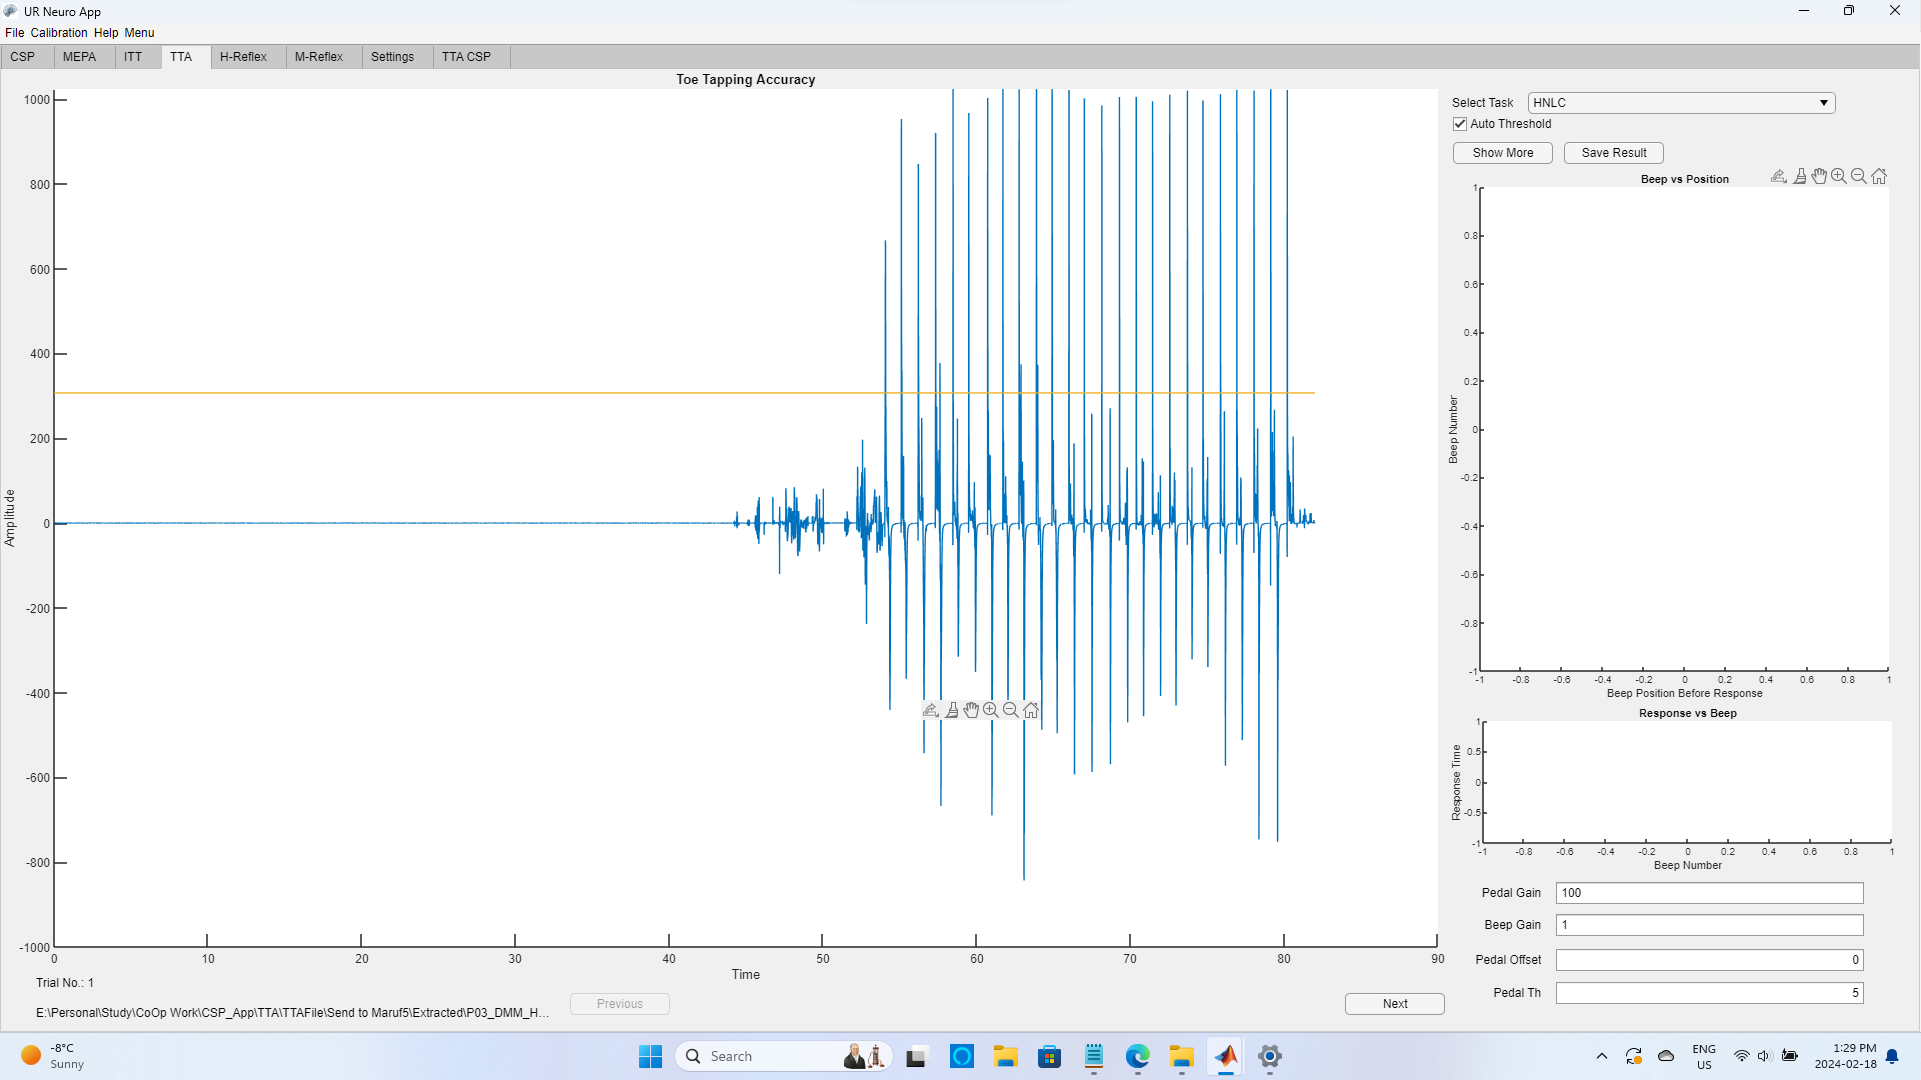 UR Neuro App
File Calibration Help Menu
CSP MEPA ITT TTA H-Reflex M-Reflex Settings TTA CSP
Toe Tapping Accuracy
1000
800
600
400
200
0
-200
-400
-600
-800
-1000
Amplitude
0 10 20 30 40 50 60 70 80 90
Time
Trial No.: 1
E:\Personal\Study\CoOp Work\CSP_App\TTA\TTAFile\Send to Maruf5\Extracted\P03_DMM_H...
Previous
Next
Select Task HNLC
Auto Threshold
Show More Save Result
Beep vs Position
1
0.8
0.6
0.4
0.2
0
-0.2
-0.4
-0.6
-0.8
-1
Beep Number
-1 -0.8 -0.6 -0.4 -0.2 0 0.2 0.4 0.6 0.8 1
Beep Position Before Response
Response vs Beep
1
0.5
0
-0.5
-1
Response Time
-1 -0.8 -0.6 -0.4 -0.2 0 0.2 0.4 0.6 0.8 1
Beep Number
Pedal Gain 100
Beep Gain 1
Pedal Offset 0
Pedal Th 5
-8°C
Sunny
Search
ENG
US
1:29 PM
2024-02-18